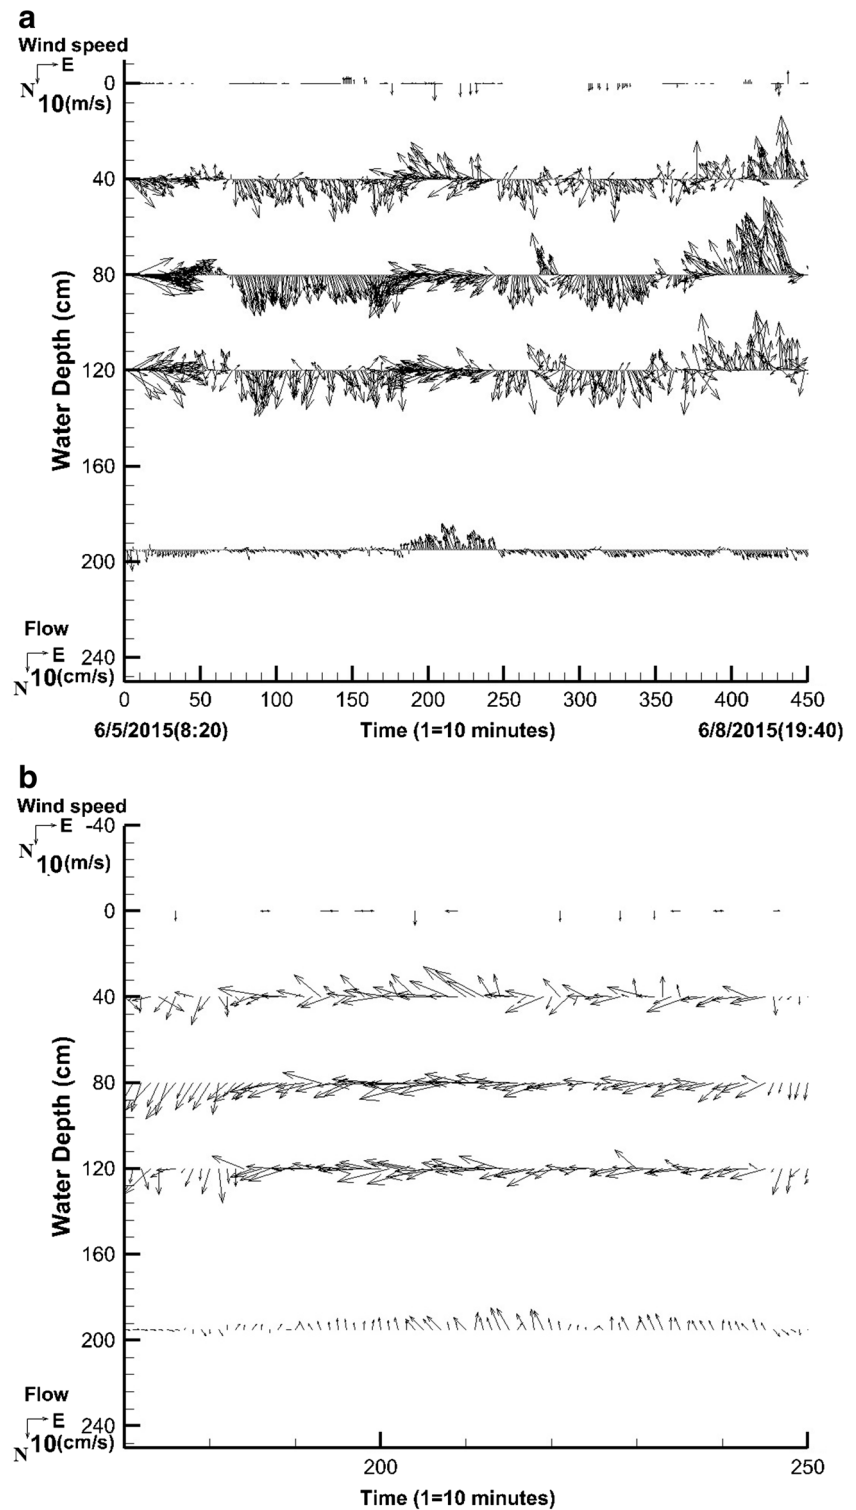 a
Wind speed
E
N 10(m/s)
0
40
80
120
160
200
240
Water Depth (cm)
Flow
E
N 10(cm/s)
0 50 100 150 200 250 300 350 400 450
6/5/2015(8:20) Time (1=10 minutes) 6/8/2015(19:40)
b
Wind speed
E -40
N 10(m/s)
0
40
80
120
160
200
240
Water Depth (cm)
Flow
E
N 10(cm/s)
200 250
Time (1=10 minutes)